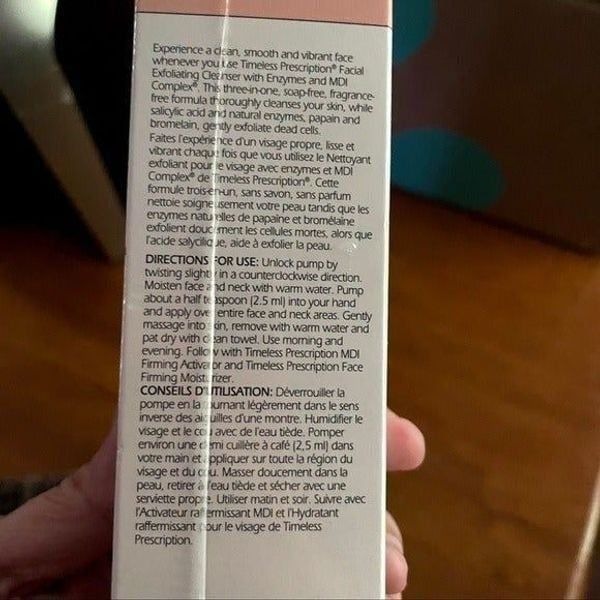 Experience a clean, smooth and vibrant face
whenever you use Timeless Prescription® Facial
Exfoliating Cleanser with Enzymes and MDI
Complex®. This three-in-one, soap-free, fragrance-
free formula thoroughly cleanses your skin, while
salicylic acid and natural enzymes, papain and
bromelain, gently exfoliate dead cells.
Faites l'expérience d'un visage propre, lisse et
vibrant chaque fois que vous utilisez le Nettoyant
exfoliant pour le visage avec enzymes et MDI
Complex® de Timeless Prescription®. Cette
formule trois-en-un, sans savon, sans parfum
nettoie soigneusement votre peau tandis que les
enzymes naturelles de papaïne et bromélaïne
exfolient doucement les cellules mortes, alors que
l'acide salycilique, aide à exfolier la peau.
DIRECTIONS FOR USE: Unlock pump by
twisting slightly in a counterclockwise direction.
Moisten face and neck with warm water. Pump
about a half teaspoon (2.5 ml) into your hand
and apply over entire face and neck areas. Gently
massage into skin, remove with warm water and
pat dry with clean towel. Use morning and
evening. Follow with Timeless Prescription MDI
Firming Activator and Timeless Prescription Face
Firming Moisturizer.
CONSEILS D'UTILISATION: Déverrouiller la
pompe en la tournant légèrement dans le sens
inverse des aiguilles d'une montre. Humidifier le
visage et le cou avec de l'eau tiède. Pomper
environ une demi cuillère à café (2,5 ml) dans
votre main et appliquer sur toute la région du
visage et du cou. Masser doucement dans la
peau, retirer à l'eau tiède et sécher avec une
serviette propre. Utiliser matin et soir. Suivre avec
l'Activateur raffermissant MDI et l'Hydratant
raffermissant pour le visage de Timeless
Prescription.